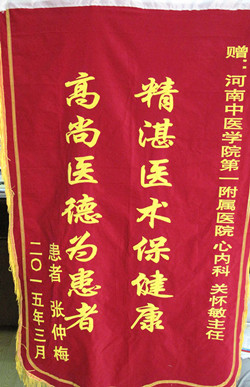 赠：河南中医学院第一附属医院 心内科 关怀敏主任
精湛医术保健康
高尚医德为患者
患者 张仲梅
二〇一五年三月